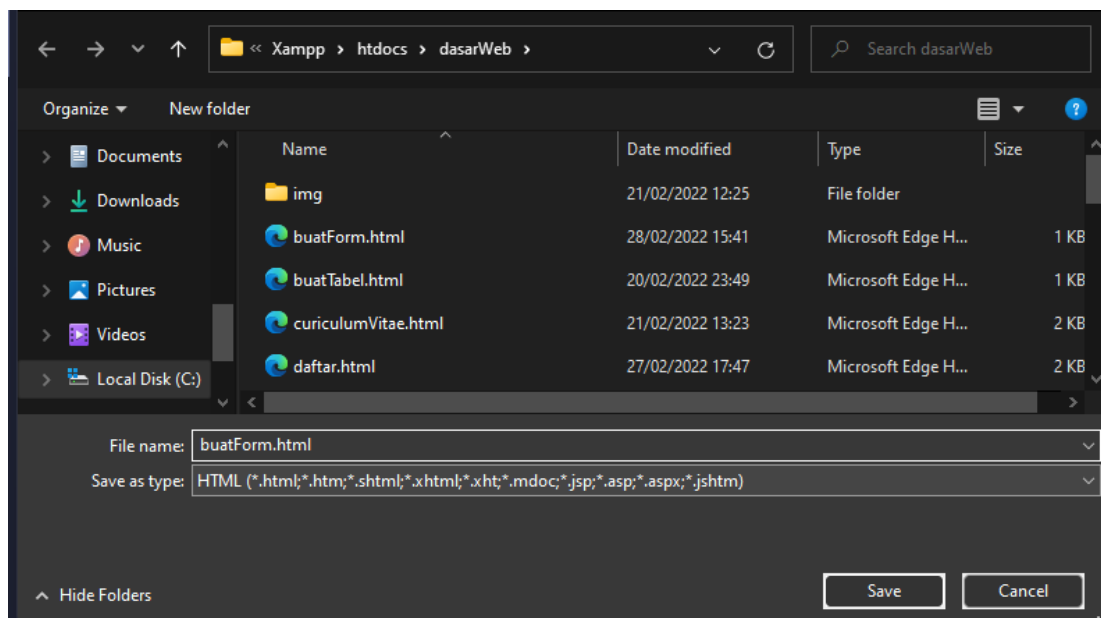 « Xampp > htdocs > dasarWeb >
Search dasarWeb
Organize
New folder
Documents
Downloads
Music
Pictures
Videos
Local Disk (C:)
Name Date modified Type Size
img 21/02/2022 12:25 File folder
buatForm.html 28/02/2022 15:41 Microsoft Edge H... 1 KB
buatTabel.html 20/02/2022 23:49 Microsoft Edge H... 1 KB
curiculumVitae.html 21/02/2022 13:23 Microsoft Edge H... 2 KB
daftar.html 27/02/2022 17:47 Microsoft Edge H... 2 KB
File name: buatForm.html
Save as type: HTML (*.html;*.htm;*.shtml;*.xhtml;*.xht;*.mdoc;*.jsp;*.asp;*.aspx;*.jshtm)
Hide Folders
Save
Cancel